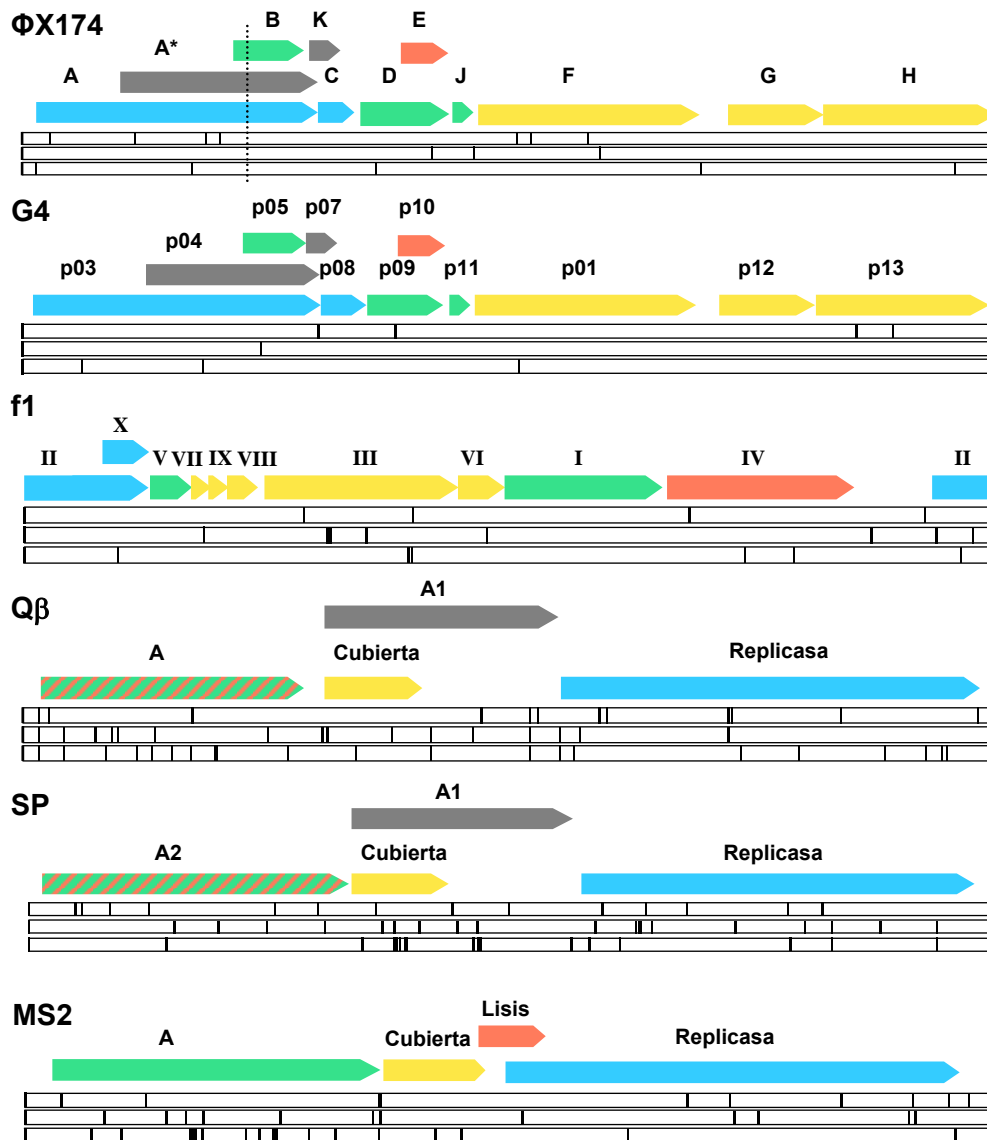 ΦX174
B K E
A*
A C D J F G H
G4
p05 p07 p10
p04
p03 p08 p09 p11 p01 p12 p13
f1
X
II V VII IX VIII III VI I IV II
Qβ
A1
A Cubierta Replicasa
SP
A1
A2 Cubierta Replicasa
MS2
Lisis
A Cubierta Replicasa